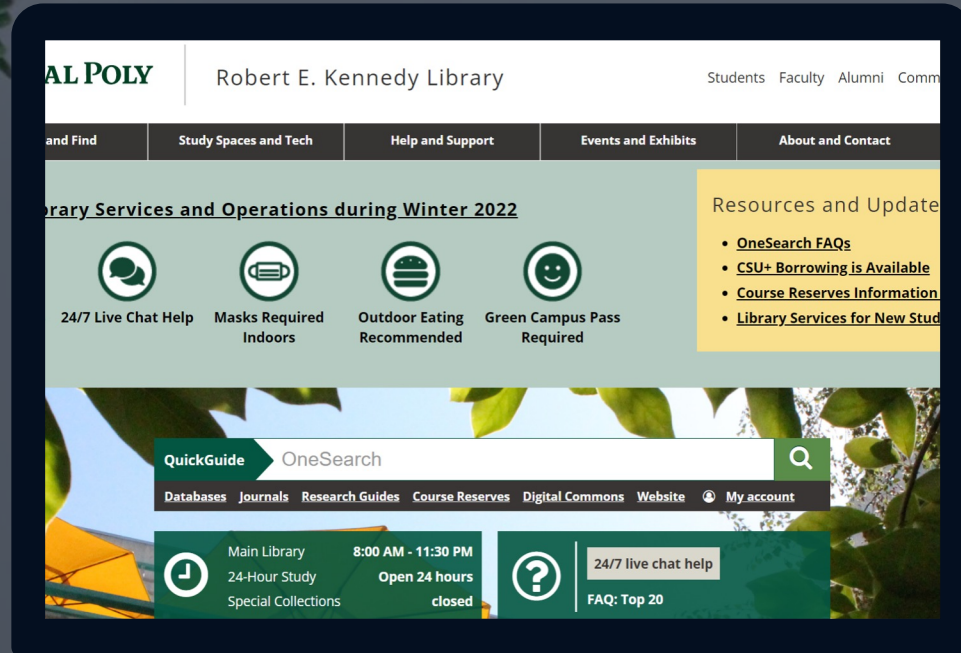 AL POLY
Robert E. Kennedy Library
Students Faculty Alumni Comm
and Find
Study Spaces and Tech
Help and Support
Events and Exhibits
About and Contact
brary Services and Operations during Winter 2022
24/7 Live Chat Help
Masks Required
Indoors
Outdoor Eating
Recommended
Green Campus Pass
Required
Resources and Update
OneSearch FAQs
CSU+ Borrowing is Available
Course Reserves Information
Library Services for New Stud
QuickGuide
OneSearch
Databases Journals Research Guides Course Reserves Digital Commons Website My account
Main Library 8:00 AM - 11:30 PM
24-Hour Study Open 24 hours
Special Collections closed
24/7 live chat help
FAQ: Top 20